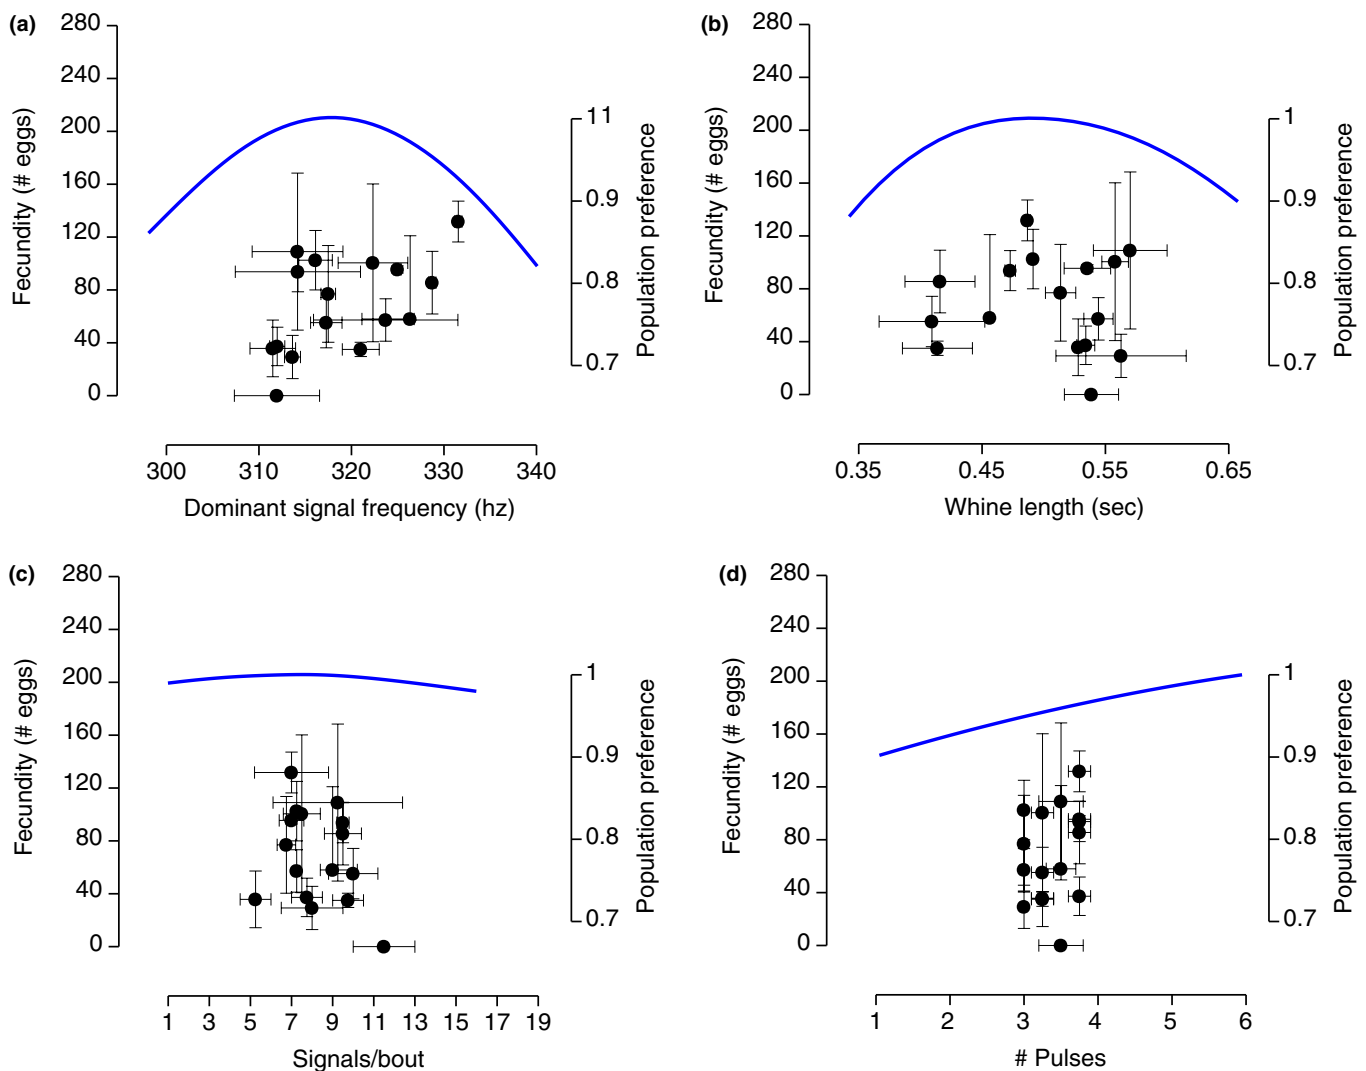 (a)
280
240
200
160
120
80
40
0
Fecundity (# eggs)
11
0.9
0.8
0.7
Population preference
300 310 320 330 340
Dominant signal frequency (hz)
(b)
280
240
200
160
120
80
40
0
Fecundity (# eggs)
1
0.9
0.8
0.7
Population preference
0.35 0.45 0.55 0.65
Whine length (sec)
(c)
280
240
200
160
120
80
40
0
Fecundity (# eggs)
1
0.9
0.8
0.7
Population preference
1 3 5 7 9 11 13 15 17 19
Signals/bout
(d)
280
240
200
160
120
80
40
0
Fecundity (# eggs)
1
0.9
0.8
0.7
Population preference
1 2 3 4 5 6
# Pulses